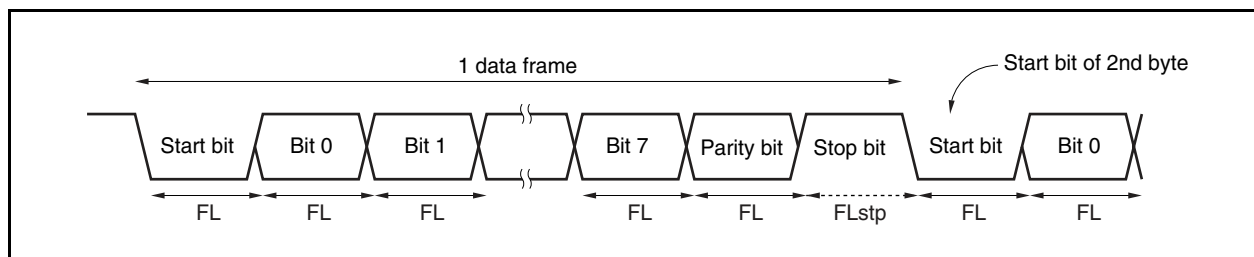 1 data frame
Start bit of 2nd byte
Start bit Bit 0 Bit 1 Bit 7 Parity bit Stop bit Start bit Bit 0
FL FL FL FL FL FLstp FL FL